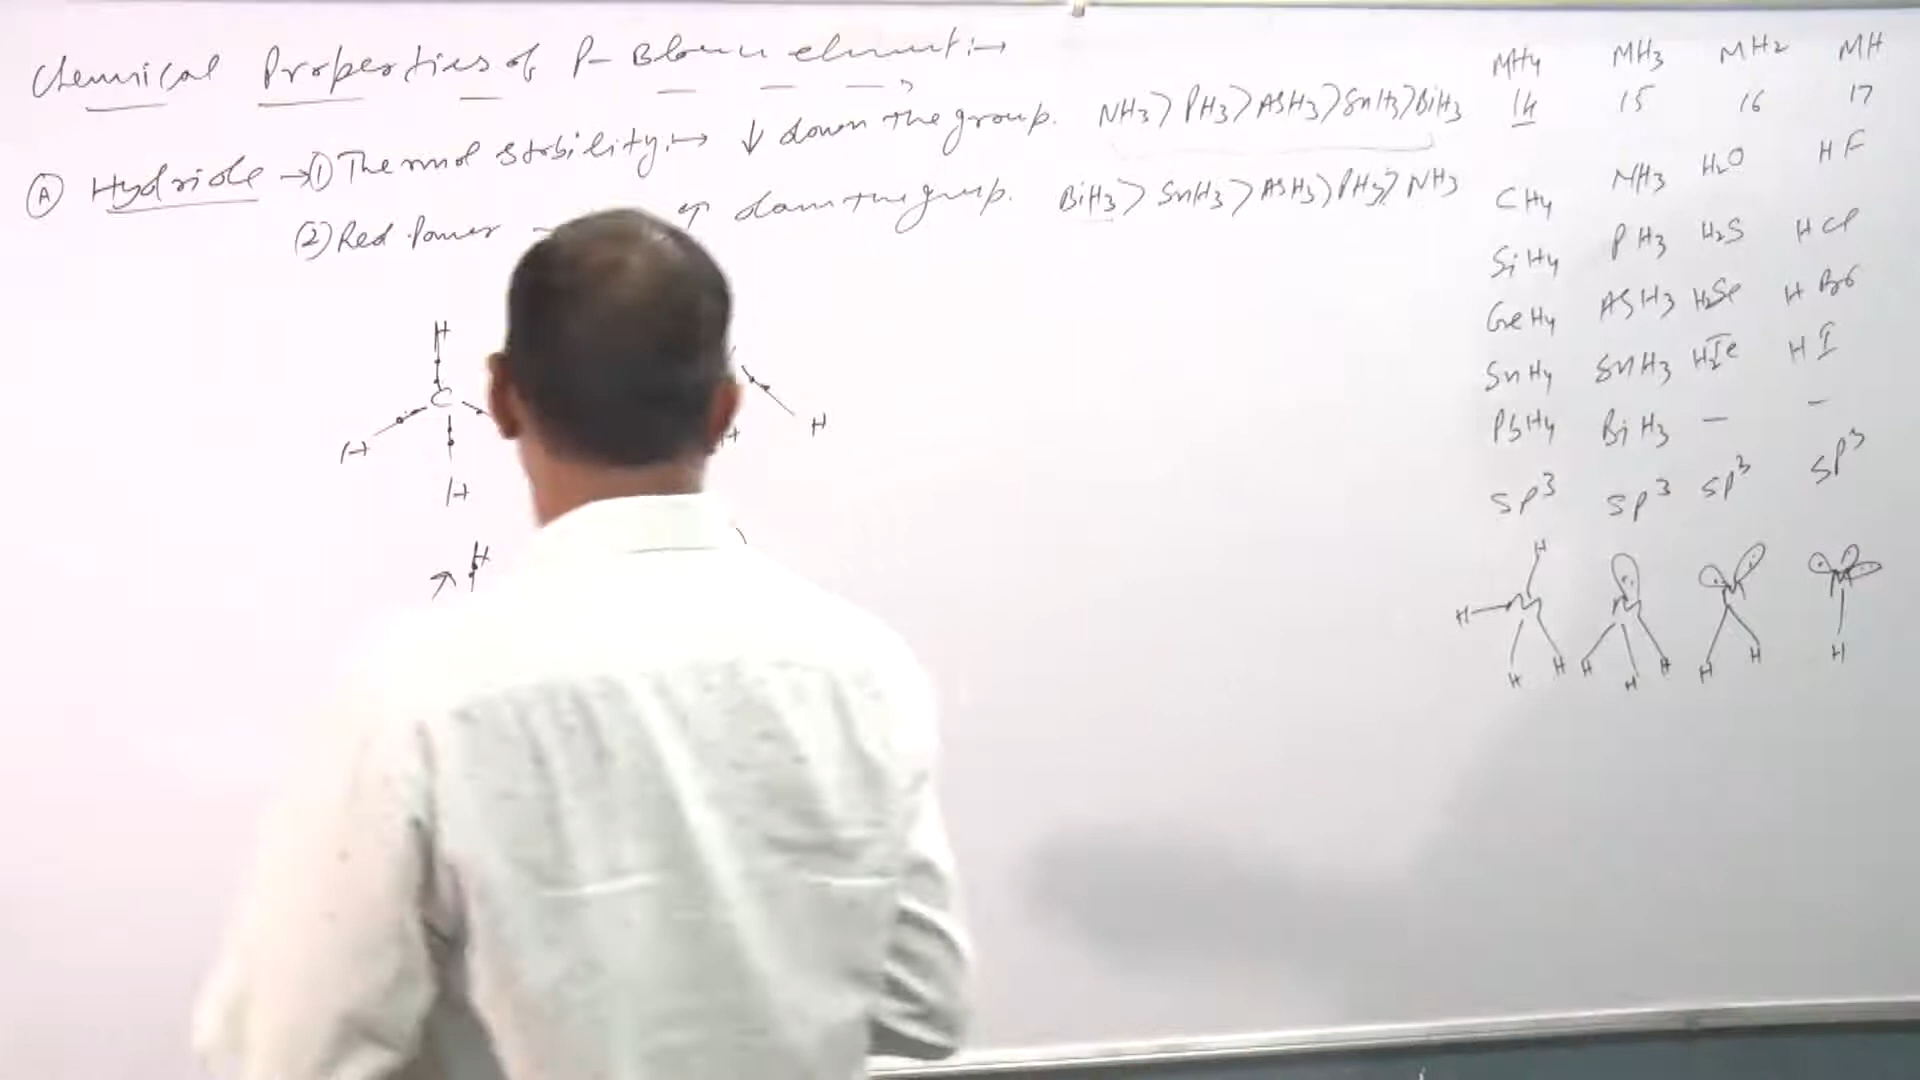 Chemical Properties of P-Block element:→
(A) Hydride → (1) Thermal stability:→ ↓ down the group. NH3 > PH3 > ASH3 > SnH3 > BiH3
(2) Red. Power ↑ down the group. BiH3 > SnH3 > ASH3 > PH3 > NH3
MH4 MH3 MH2 MH
14 15 16 17
CH4 NH3 H2O HF
SiH4 PH3 H2S HCl
GeH4 ASH3 H2Se HBr
SnH4 SnH3 H2Te HI
PbH4 BiH3 — —
SP3 SP3 SP3 SP3
H
C
H
H
H
H
H
H
M M M M
H H H H H H H H H